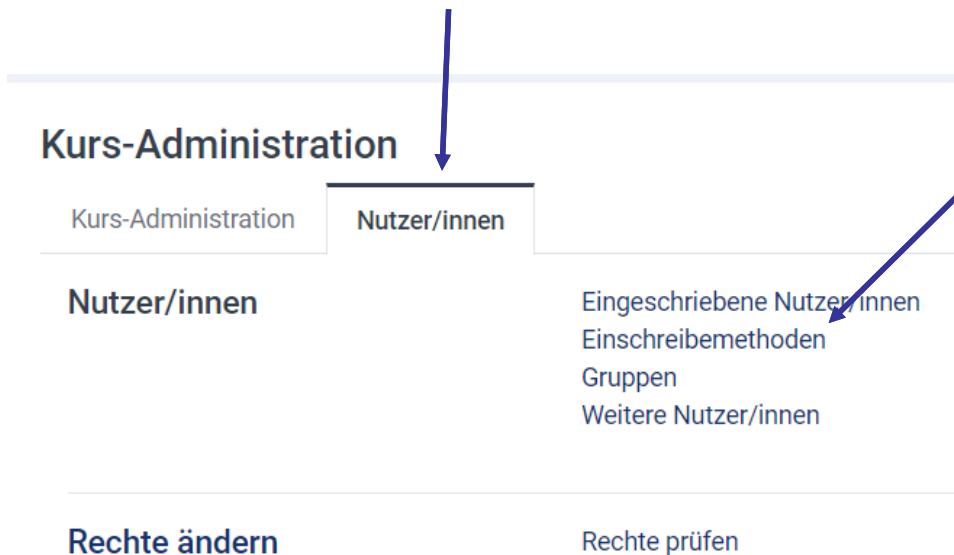 Kurs-Administration
Kurs-Administration Nutzer/innen
Nutzer/innen
Eingeschriebene Nutzer/innen
Einschreibemethoden
Gruppen
Weitere Nutzer/innen
Rechte ändern
Rechte prüfen